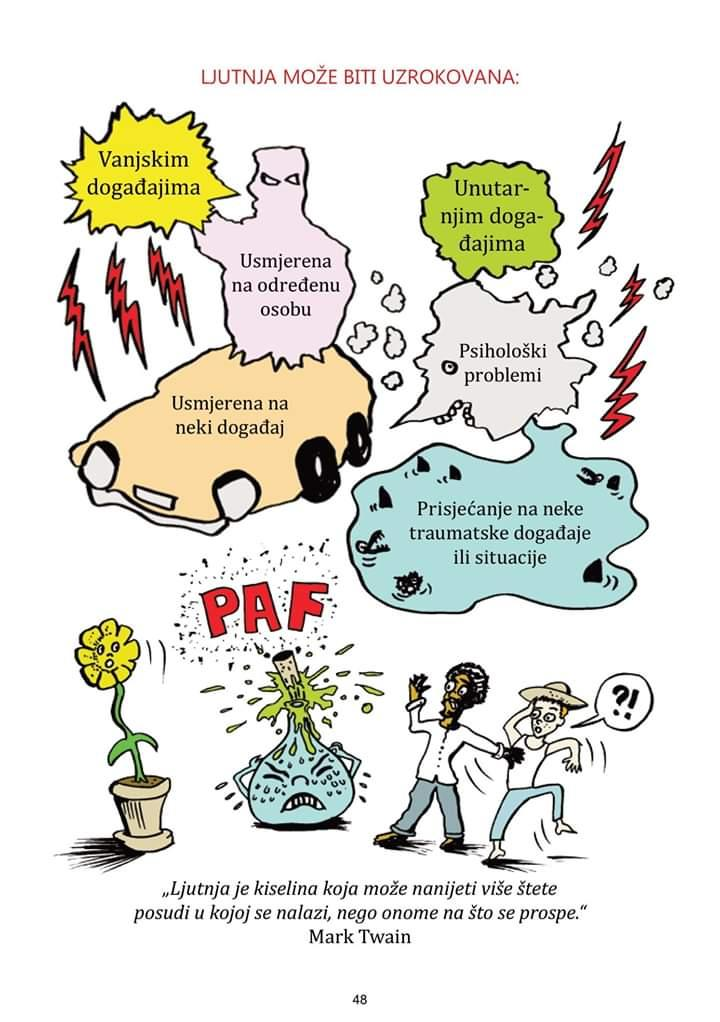 LJUTNJA MOŽE BITI UZROKOVANA:
Vanjskim
događajima
Usmjerena
na određenu
osobu
Usmjerena na
neki događaj
Unutar-
njim doga-
đajima
Psihološki
problemi
Prisjećanje na neke
traumatske događaje
ili situacije
PAF
?!
„Ljutnja je kiselina koja može nanijeti više štete
posudi u kojoj se nalazi, nego onome na što se prospe.“
Mark Twain
48